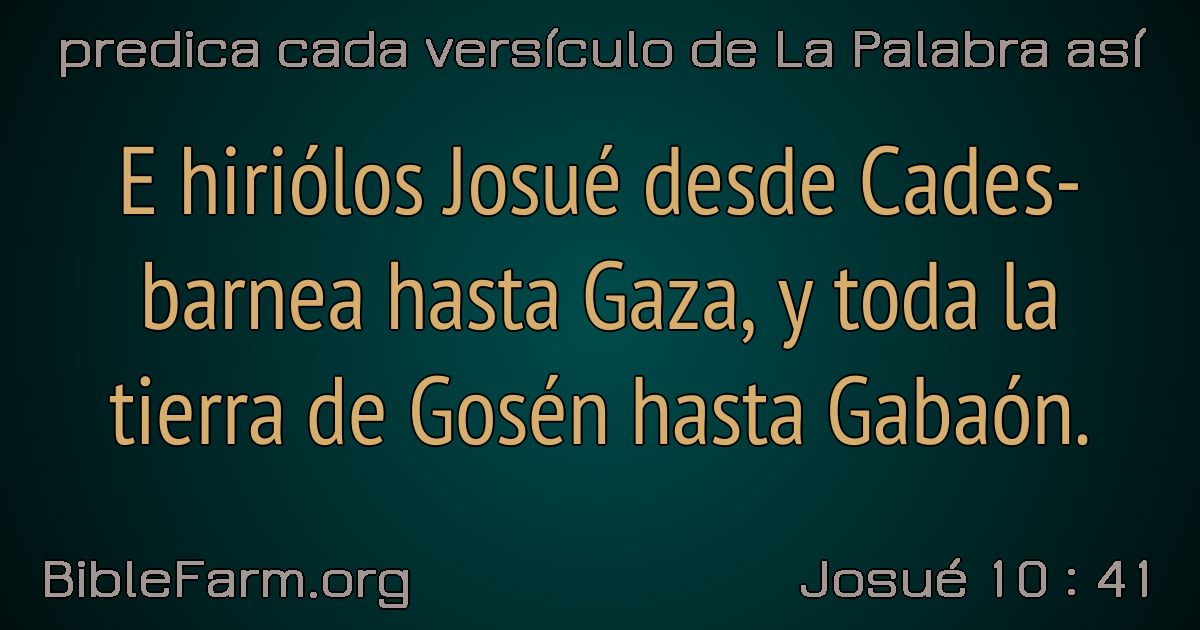 predica cada versículo de La Palabra así
E hiriólos Josué desde Cades-
barnea hasta Gaza, y toda la
tierra de Gosén hasta Gabaón.
BibleFarm.org
Josué 10 : 41